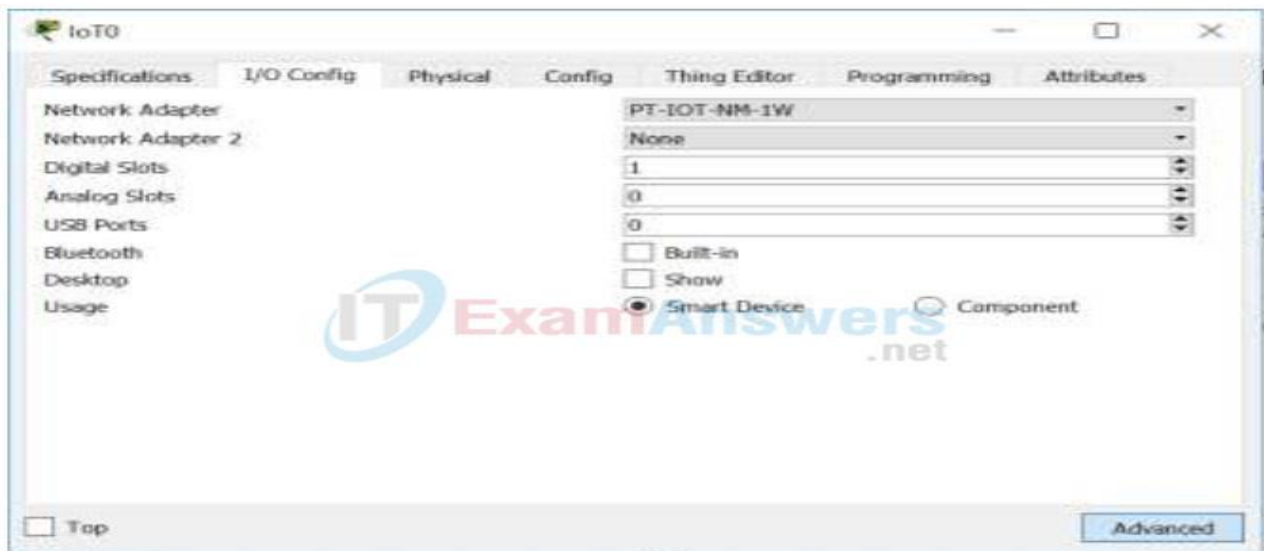 IoT0
Specifications I/O Config Physical Config Thing Editor Programming Attributes
Network Adapter PT-IOT-NM-1W
Network Adapter 2 None
Digital Slots 1
Analog Slots 0
USB Ports 0
Bluetooth Built-in
Desktop Show
Usage Smart Device Component
ITExamAnswers
.net
Top Advanced